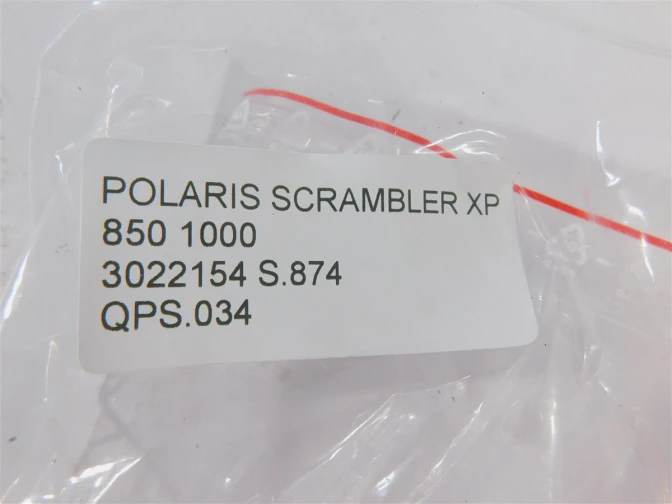 POLARIS SCRAMBLER XP
850 1000
3022154 S.874
QPS.034